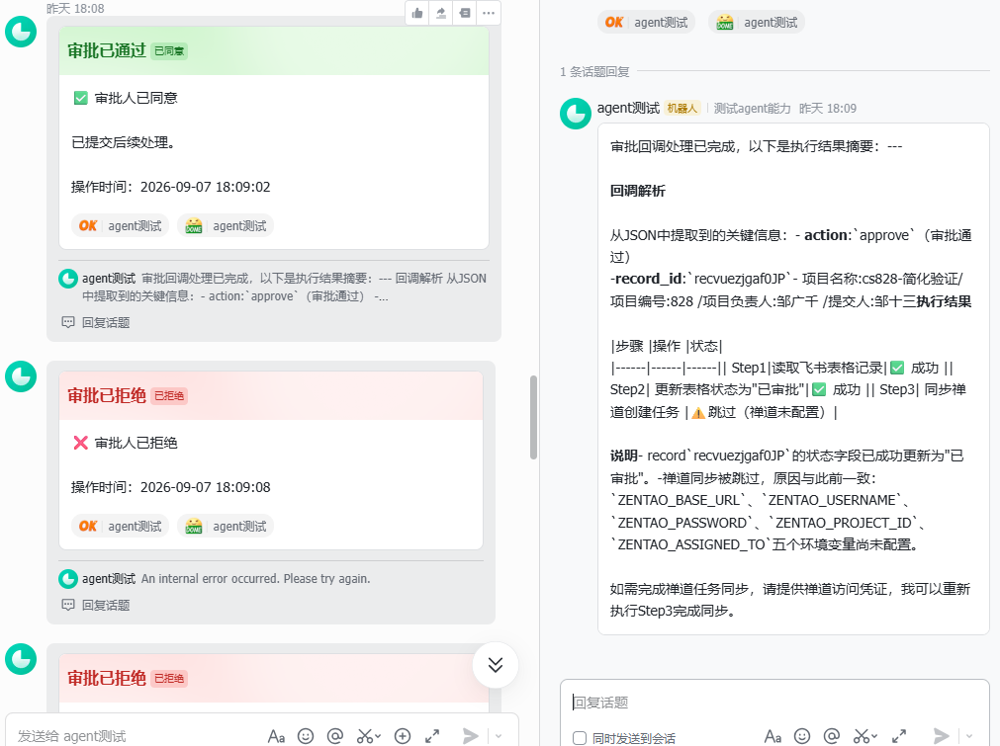 昨天 18:08
审批已通过 已同意
✅ 审批人已同意
已提交后续处理。
操作时间：2026-09-07 18:09:02
OK agent测试 DONE agent测试
agent测试 审批回调处理已完成，以下是执行结果摘要：--- 回调解析 从JSON
中提取到的关键信息：- action:`approve`（审批通过） -...
回复话题
审批已拒绝 已拒绝
❌ 审批人已拒绝
操作时间：2026-09-07 18:09:08
OK agent测试 DONE agent测试
agent测试 An internal error occurred. Please try again.
回复话题
审批已拒绝 已拒绝
发送给 agent测试
Aa
OK agent测试 DONE agent测试
1 条话题回复
agent测试 机器人 测试agent能力 昨天 18:09
审批回调处理已完成，以下是执行结果摘要：---
回调解析
从JSON中提取到的关键信息：- action:`approve`（审批通
过）
-record_id:`recvuezjgaf0JP`- 项目名称:cs828-简化验证/
项目编号:828 /项目负责人:邹广千 /提交人:邹十三执行结果
|步骤 |操作 |状态|
|------|------|------|| Step1|读取飞书表格记录|✅ 成功 ||
Step2| 更新表格状态为"已审批"|✅ 成功 || Step3| 同步禅
道创建任务 |⚠️跳过（禅道未配置）|
说明- record`recvuezjgaf0JP`的状态字段已成功更新为"已
审批"。-禅道同步被跳过，原因与此前一致：
`ZENTAO_BASE_URL`、`ZENTAO_USERNAME`、
`ZENTAO_PASSWORD`、`ZENTAO_PROJECT_ID`、
`ZENTAO_ASSIGNED_TO`五个环境变量尚未配置。
如需完成禅道任务同步，请提供禅道访问凭证，我可以重新
执行Step3完成同步。
回复话题
同时发送到会话
Aa